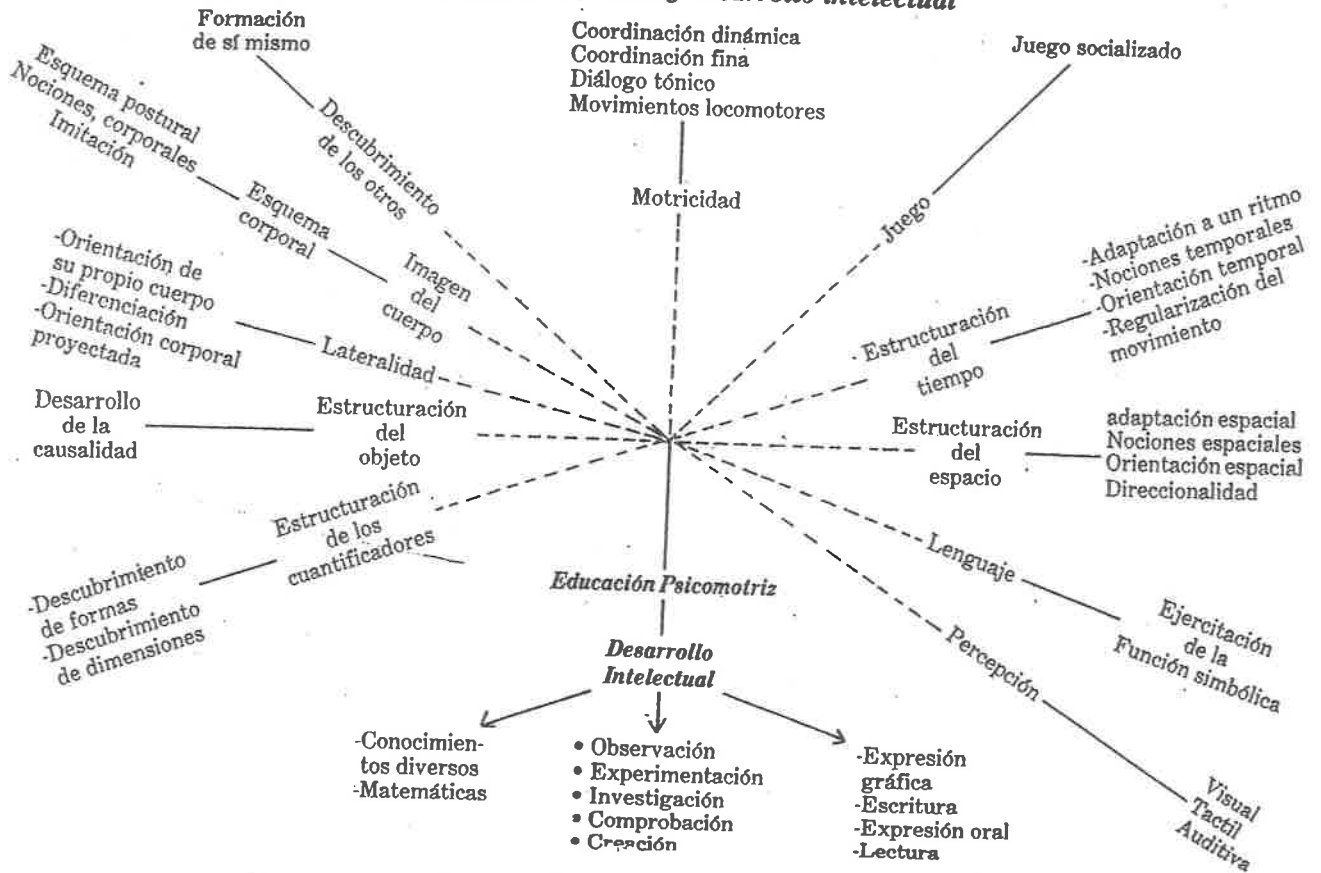 desarrollo intelectual
Formación
de sí mismo
Descubrimiento
de los otros
Coordinación dinámica
Coordinación fina
Diálogo tónico
Movimientos locomotores
Motricidad
Juego socializado
Juego
Esquema postural
Nociones, corporales
Imitación
Esquema
corporal
Imagen
del
cuerpo
-Adaptación a un ritmo
-Nociones temporales
-Orientación temporal
-Regularización del
movimiento
Estructuración
del
tiempo
-Orientación de
su propio cuerpo
-Diferenciación
-Orientación corporal
proyectada
Lateralidad
Desarrollo
de la
causalidad
Estructuración
del
objeto
Estructuración
del
espacio
adaptación espacial
Nociones espaciales
Orientación espacial
Direccionalidad
Estructuración
de los
cuantificadores
-Descubrimiento
de formas
-Descubrimiento
de dimensiones
Lenguaje
Ejercitación
de la
Función simbólica
Percepción
Visual
Tactil
Auditiva
Educación Psicomotriz
Desarrollo
Intelectual
-Conocimien-
tos diversos
-Matemáticas
• Observación
• Experimentación
• Investigación
• Comprobación
• Creación
-Expresión
gráfica
-Escritura
-Expresión oral
-Lectura